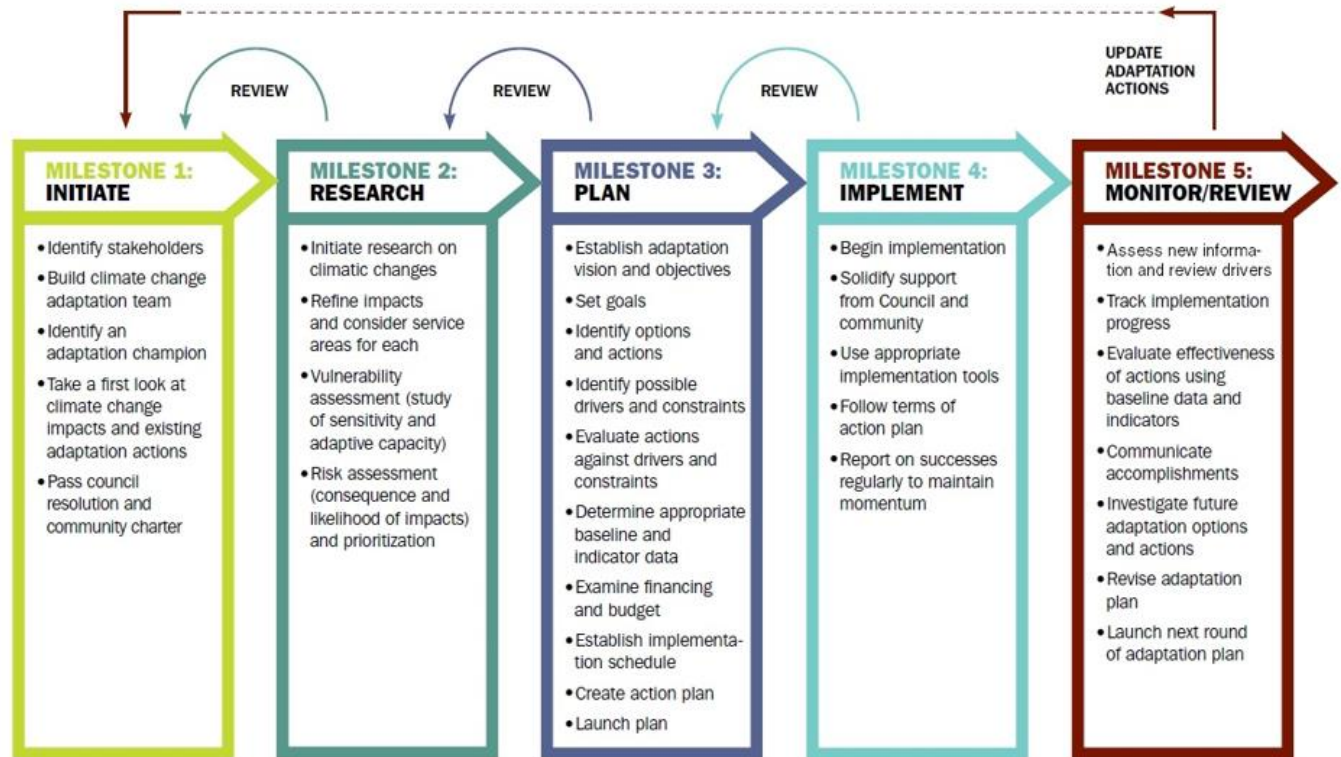 UPDATE
ADAPTATION
ACTIONS
REVIEW
REVIEW
REVIEW
MILESTONE 1:
INITIATE
• Identify stakeholders
• Build climate change
adaptation team
• Identify an
adaptation champion
• Take a first look at
climate change
impacts and existing
adaptation actions
• Pass council
resolution and
community charter
MILESTONE 2:
RESEARCH
• Initiate research on
climatic changes
• Refine impacts
and consider service
areas for each
• Vulnerability
assessment (study
of sensitivity and
adaptive capacity)
• Risk assessment
(consequence and
likelihood of impacts)
and prioritization
MILESTONE 3:
PLAN
• Establish adaptation
vision and objectives
• Set goals
• Identify options
and actions
• Identify possible
drivers and constraints
• Evaluate actions
against drivers and
constraints
• Determine appropriate
baseline and
indicator data
• Examine financing
and budget
• Establish implementa-
tion schedule
• Create action plan
• Launch plan
MILESTONE 4:
IMPLEMENT
• Begin implementation
• Solidify support
from Council and
community
• Use appropriate
implementation tools
• Follow terms of
action plan
• Report on successes
regularly to maintain
momentum
MILESTONE 5:
MONITOR/REVIEW
• Assess new informa-
tion and review drivers
• Track implementation
progress
• Evaluate effectiveness
of actions using
baseline data and
indicators
• Communicate
accomplishments
• Investigate future
adaptation options
and actions
• Revise adaptation
plan
• Launch next round
of adaptation plan